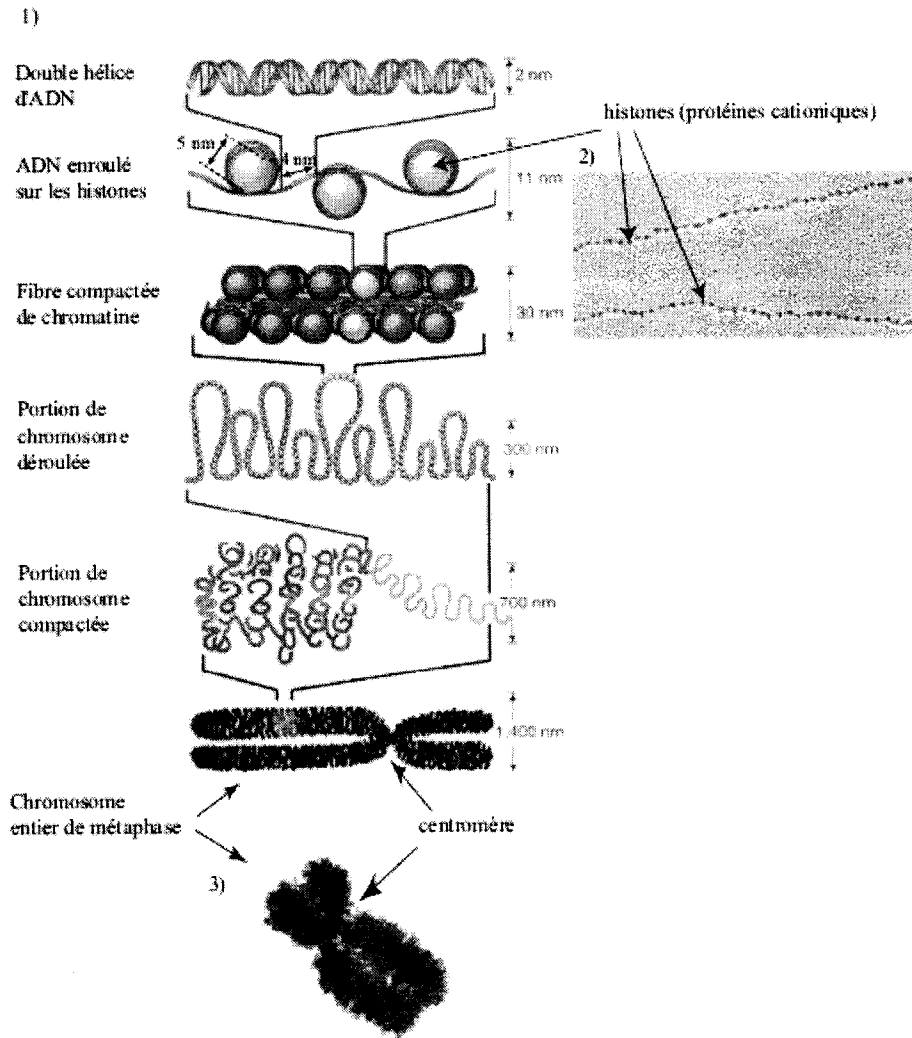 1)
Double hélice
d'ADN
2 nm
histones (protéines cationiques)
5 nm
4 nm
ADN enroulé
sur les histones
11 nm
2)
Fibre compactée
de chromatine
30 nm
Portion de
chromosome
déroulée
300 nm
Portion de
chromosome
compactée
700 nm
1,400 nm
Chromosome
entier de métaphase
centromère
3)